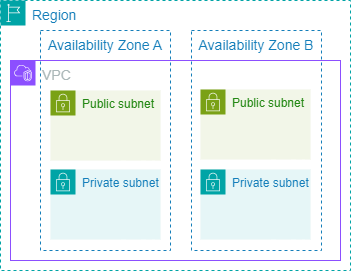 Region
Availability Zone A
Availability Zone B
VPC
Public subnet
Public subnet
Private subnet
Private subnet